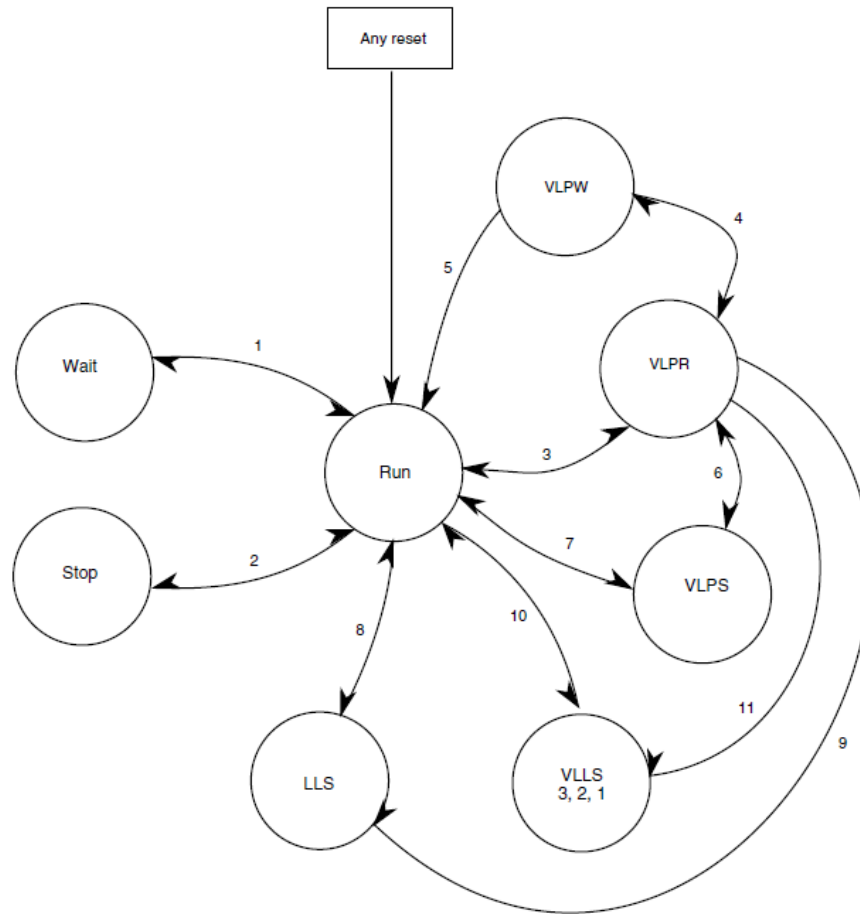 Any reset
VLPW
4
5
VLPR
1
Wait
3
Run
6
7
Stop
2
VLPS
8
10
11
9
LLS
VLLS
3, 2, 1